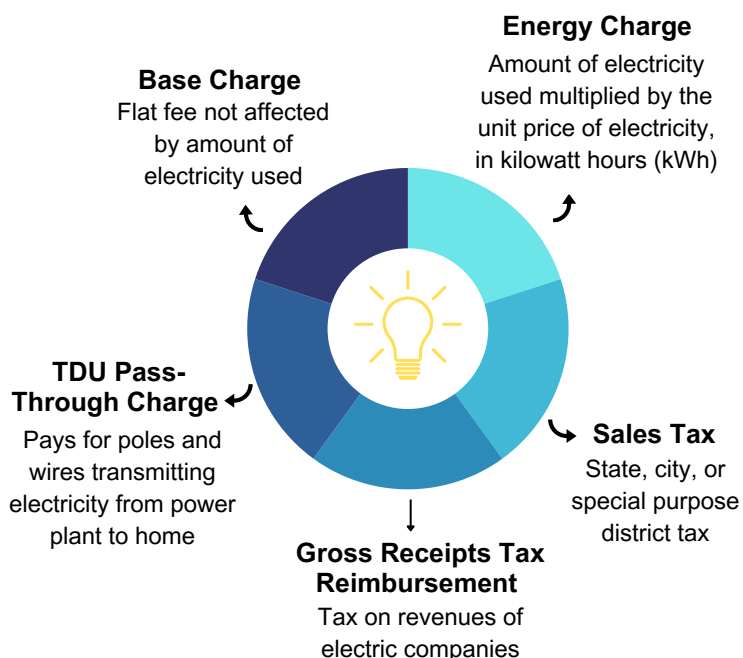 Energy Charge
Amount of electricity
used multiplied by the
unit price of electricity,
in kilowatt hours (kWh)
Base Charge
Flat fee not affected
by amount of
electricity used
TDU Pass-
Through Charge
Pays for poles and
wires transmitting
electricity from power
plant to home
Sales Tax
State, city, or
special purpose
district tax
Gross Receipts Tax
Reimbursement
Tax on revenues of
electric companies